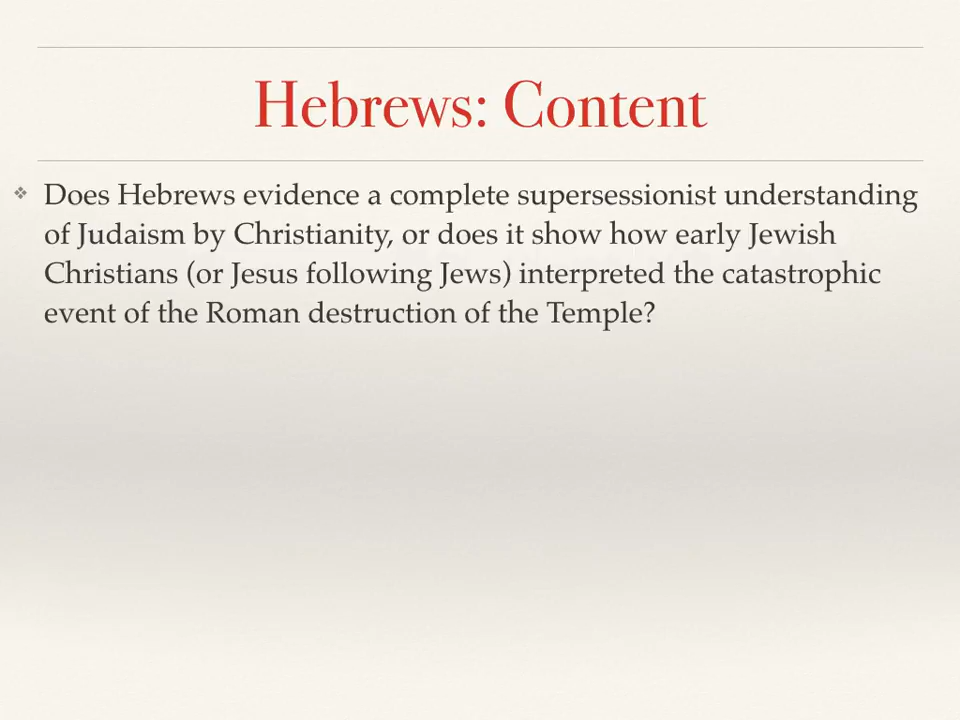 Hebrews: Content
Does Hebrews evidence a complete supersessionist understanding
of Judaism by Christianity, or does it show how early Jewish
Christians (or Jesus following Jews) interpreted the catastrophic
event of the Roman destruction of the Temple?